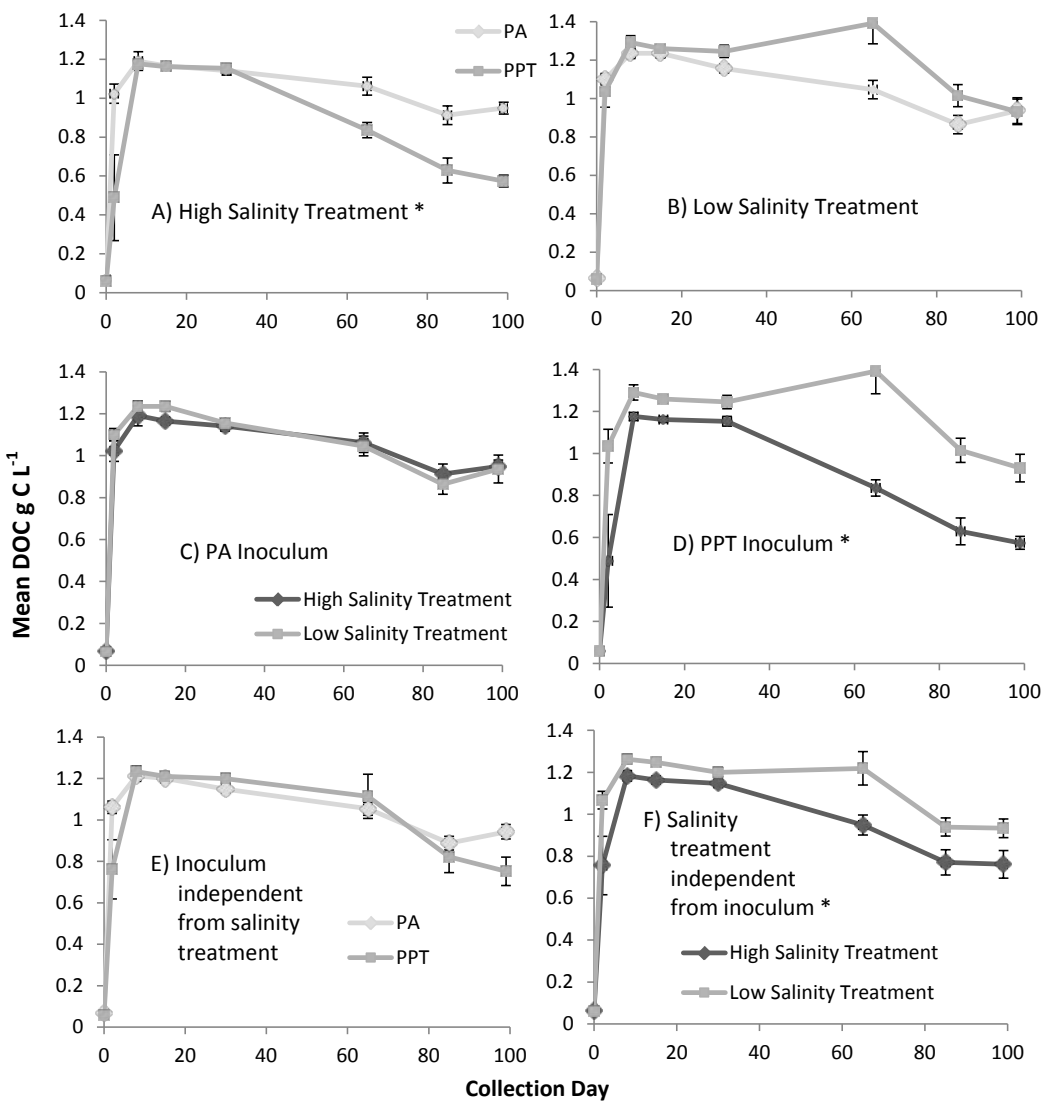 1.4
1.2
1
0.8
0.6
0.4
0.2
0
0 20 40 60 80 100
PA
PPT
A) High Salinity Treatment *
1.4
1.2
1
0.8
0.6
0.4
0.2
0
0 20 40 60 80 100
B) Low Salinity Treatment
Mean DOC g C L-1
1.4
1.2
1
0.8
0.6
0.4
0.2
0
0 20 40 60 80 100
C) PA Inoculum
High Salinity Treatment
Low Salinity Treatment
1.4
1.2
1
0.8
0.6
0.4
0.2
0
0 20 40 60 80 100
D) PPT Inoculum *
1.4
1.2
1
0.8
0.6
0.4
0.2
0
0 20 40 60 80 100
E) Inoculum
independent
from salinity
treatment
PA
PPT
1.4
1.2
1
0.8
0.6
0.4
0.2
0
0 20 40 60 80 100
F) Salinity
treatment
independent
from inoculum *
High Salinity Treatment
Low Salinity Treatment
Collection Day